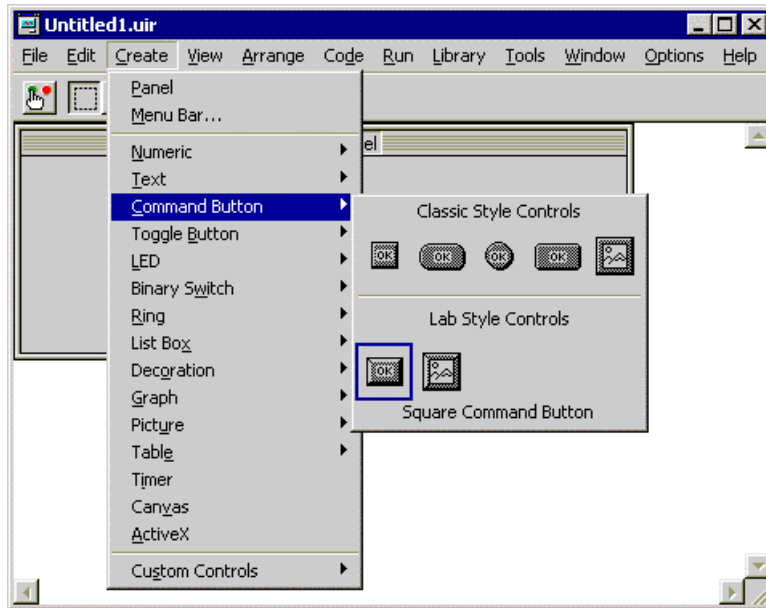 Untitled1.uir
File Edit Create View Arrange Code Run Library Tools Window Options Help
Panel
Menu Bar...
el
Numeric
Text
Command Button
Toggle Button
LED
Binary Switch
Ring
List Box
Decoration
Graph
Picture
Table
Timer
Canvas
ActiveX
Custom Controls
Classic Style Controls
OK OK OK OK
Lab Style Controls
OK
Square Command Button